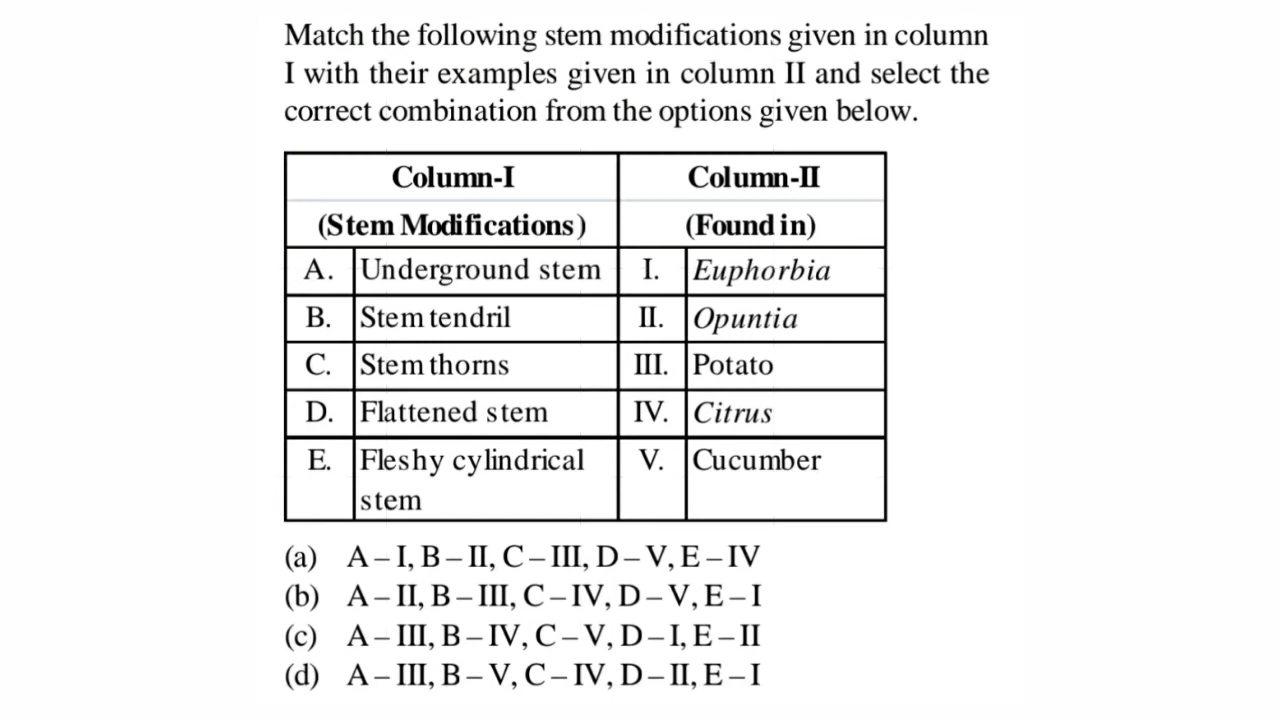 Match the following stem modifications given in column
I with their examples given in column II and select the
correct combination from the options given below.
Column-I Column-II
(Stem Modifications) (Found in)
A. Underground stem I. Euphorbia
B. Stem tendril II. Opuntia
C. Stem thorns III. Potato
D. Flattened stem IV. Citrus
E. Fleshy cylindrical V. Cucumber
stem
(a) A – I, B – II, C – III, D – V, E – IV
(b) A – II, B – III, C – IV, D – V, E – I
(c) A – III, B – IV, C – V, D – I, E – II
(d) A – III, B – V, C – IV, D – II, E – I